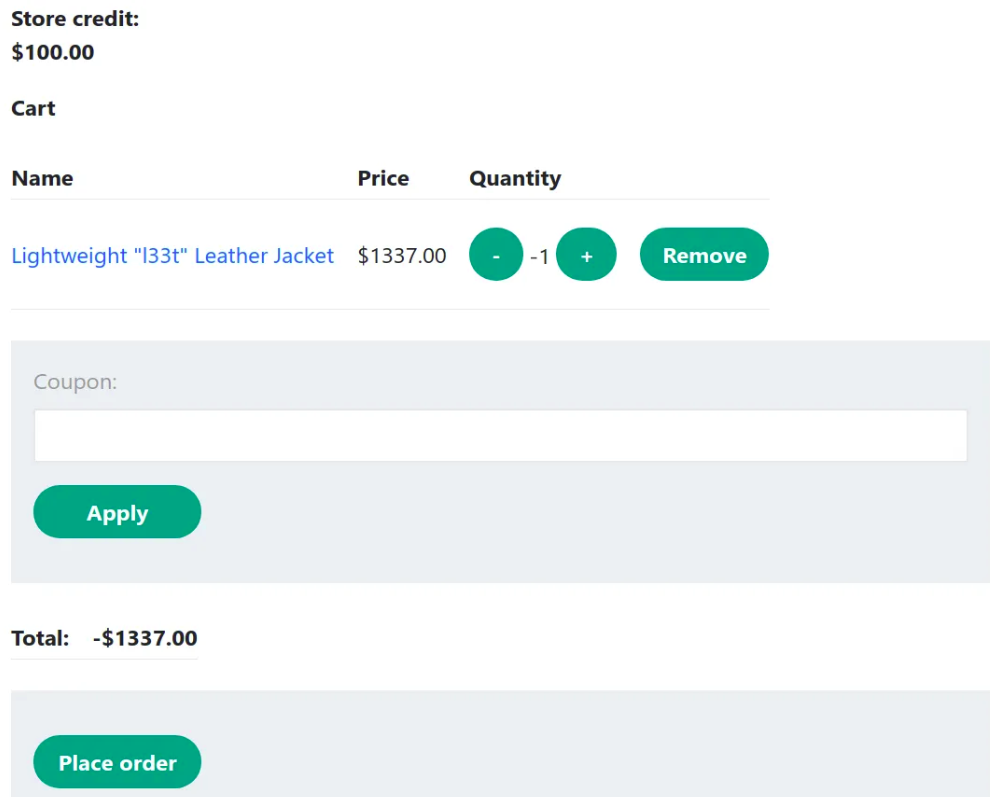 Store credit:
$100.00
Cart
Name Price Quantity
Lightweight "l33t" Leather Jacket $1337.00 - -1 + Remove
Coupon:
Apply
Total: -$1337.00
Place order